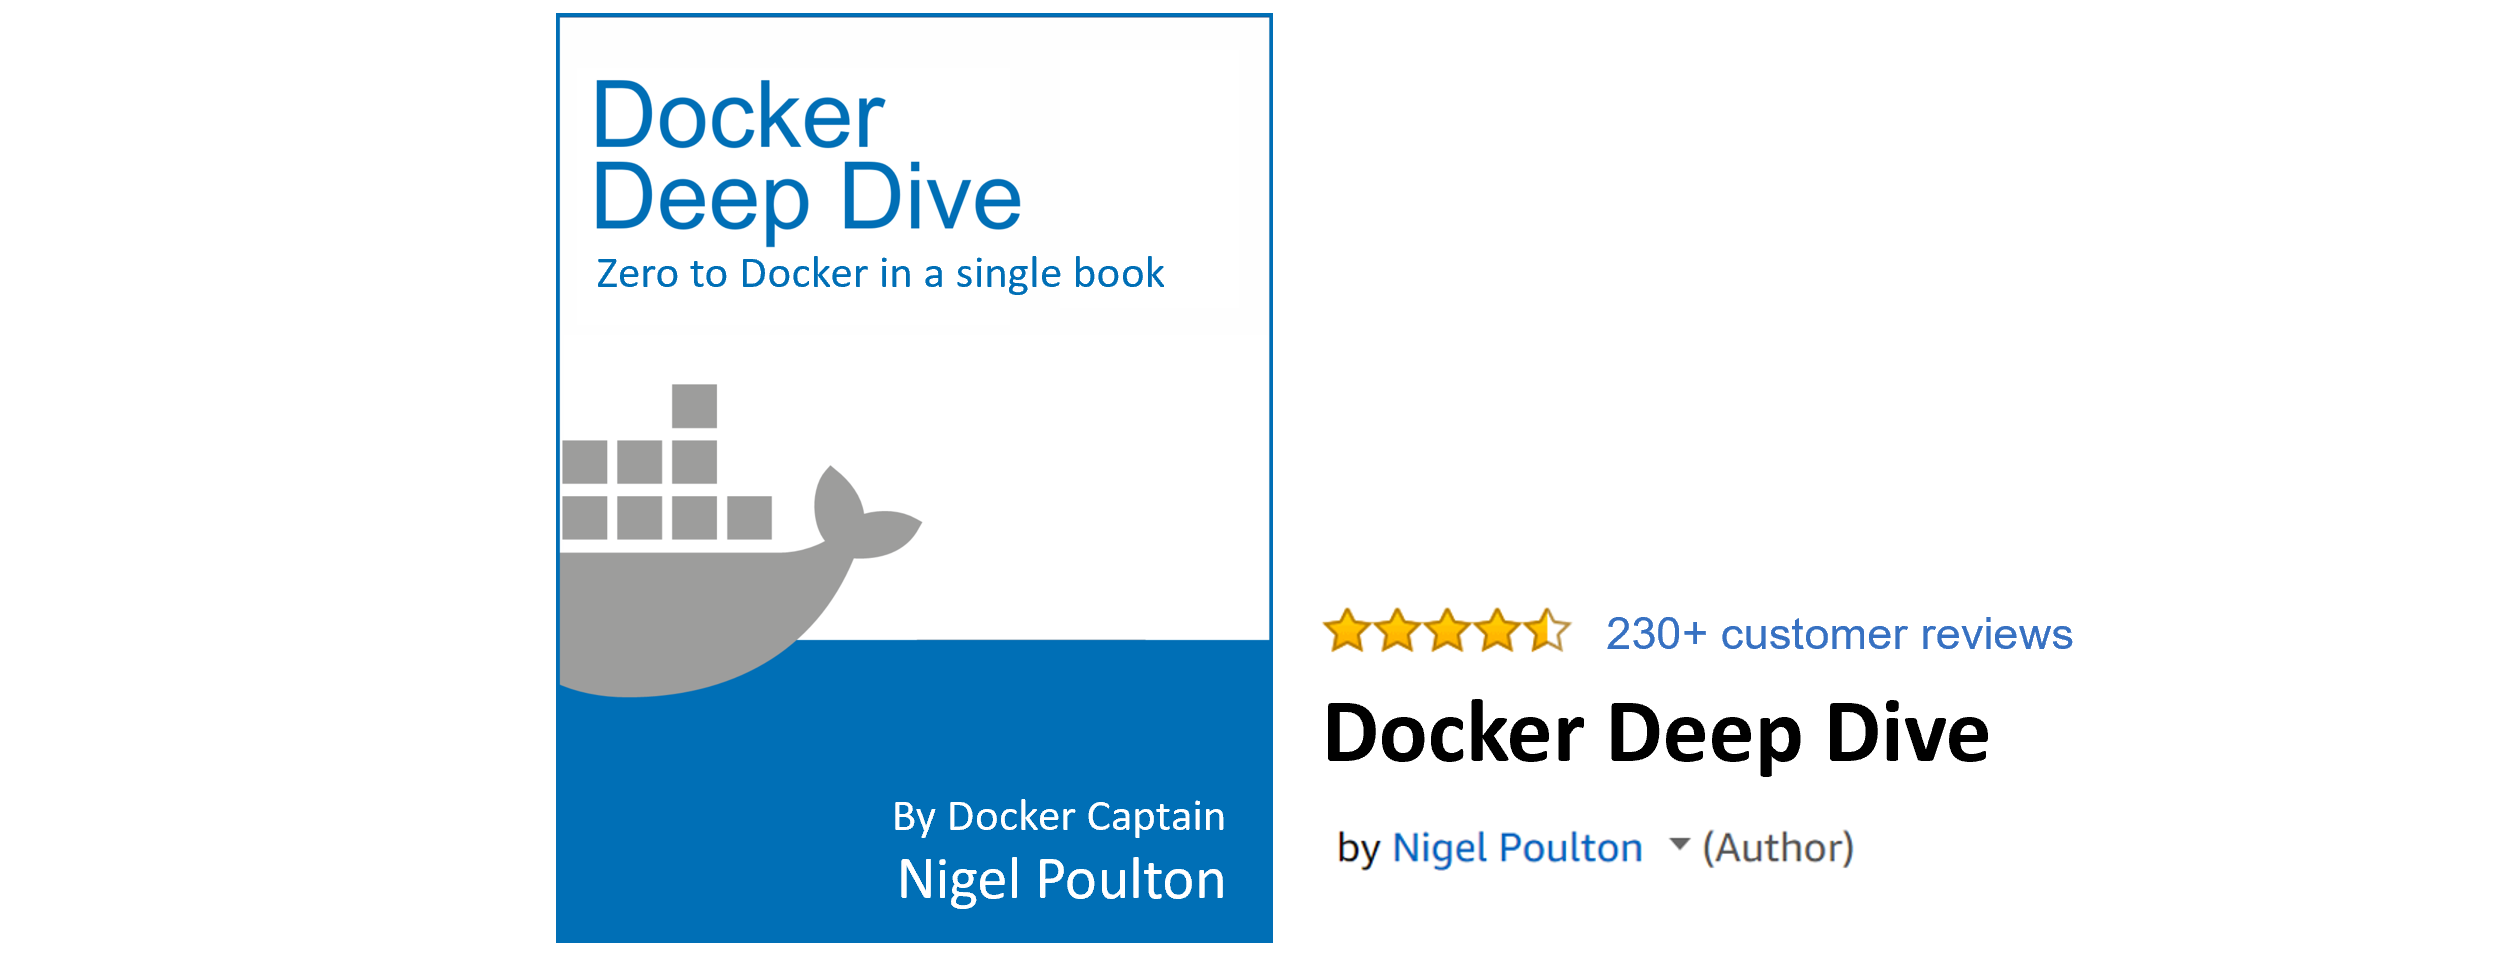 Docker
Deep Dive
Zero to Docker in a single book
By Docker Captain
Nigel Poulton
230+ customer reviews
Docker Deep Dive
by Nigel Poulton (Author)